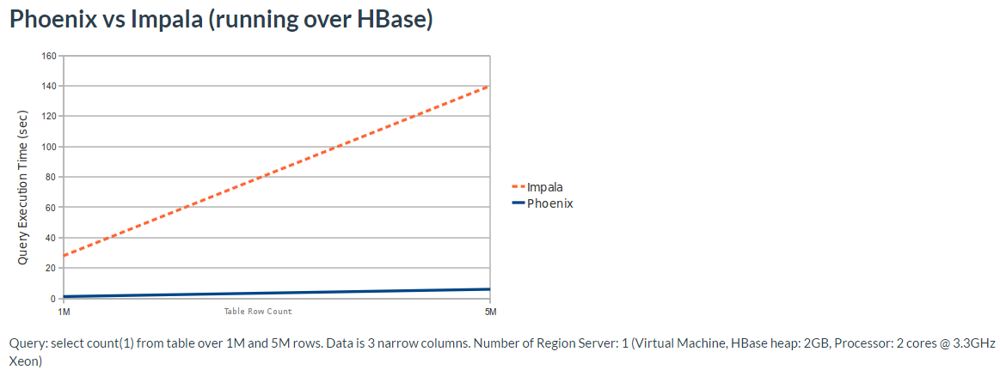 Phoenix vs Impala (running over HBase)
160
140
120
100
80
60
40
20
0
Query Execution Time (sec)
1M
Table Row Count
5M
Impala
Phoenix
Query: select count(1) from table over 1M and 5M rows. Data is 3 narrow columns. Number of Region Server: 1 (Virtual Machine, HBase heap: 2GB, Processor: 2 cores @ 3.3GHz
Xeon)